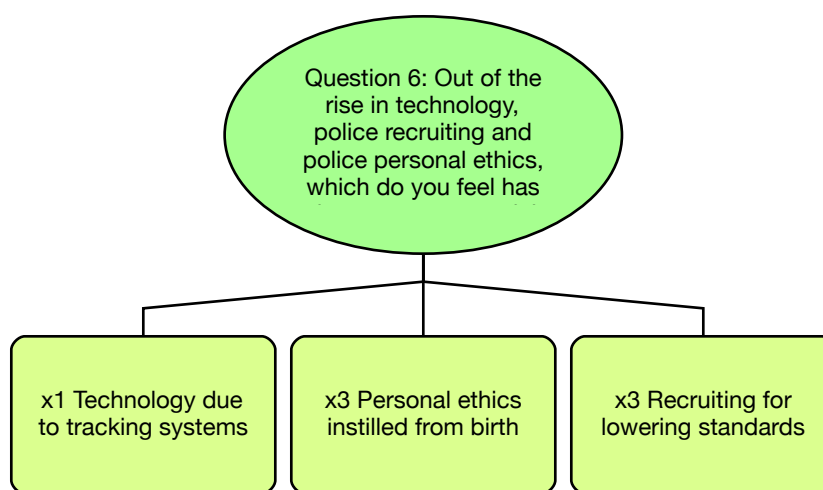 Question 6: Out of the
rise in technology,
police recruiting and
police personal ethics,
which do you feel has
x1 Technology due
to tracking systems
x3 Personal ethics
instilled from birth
x3 Recruiting for
lowering standards